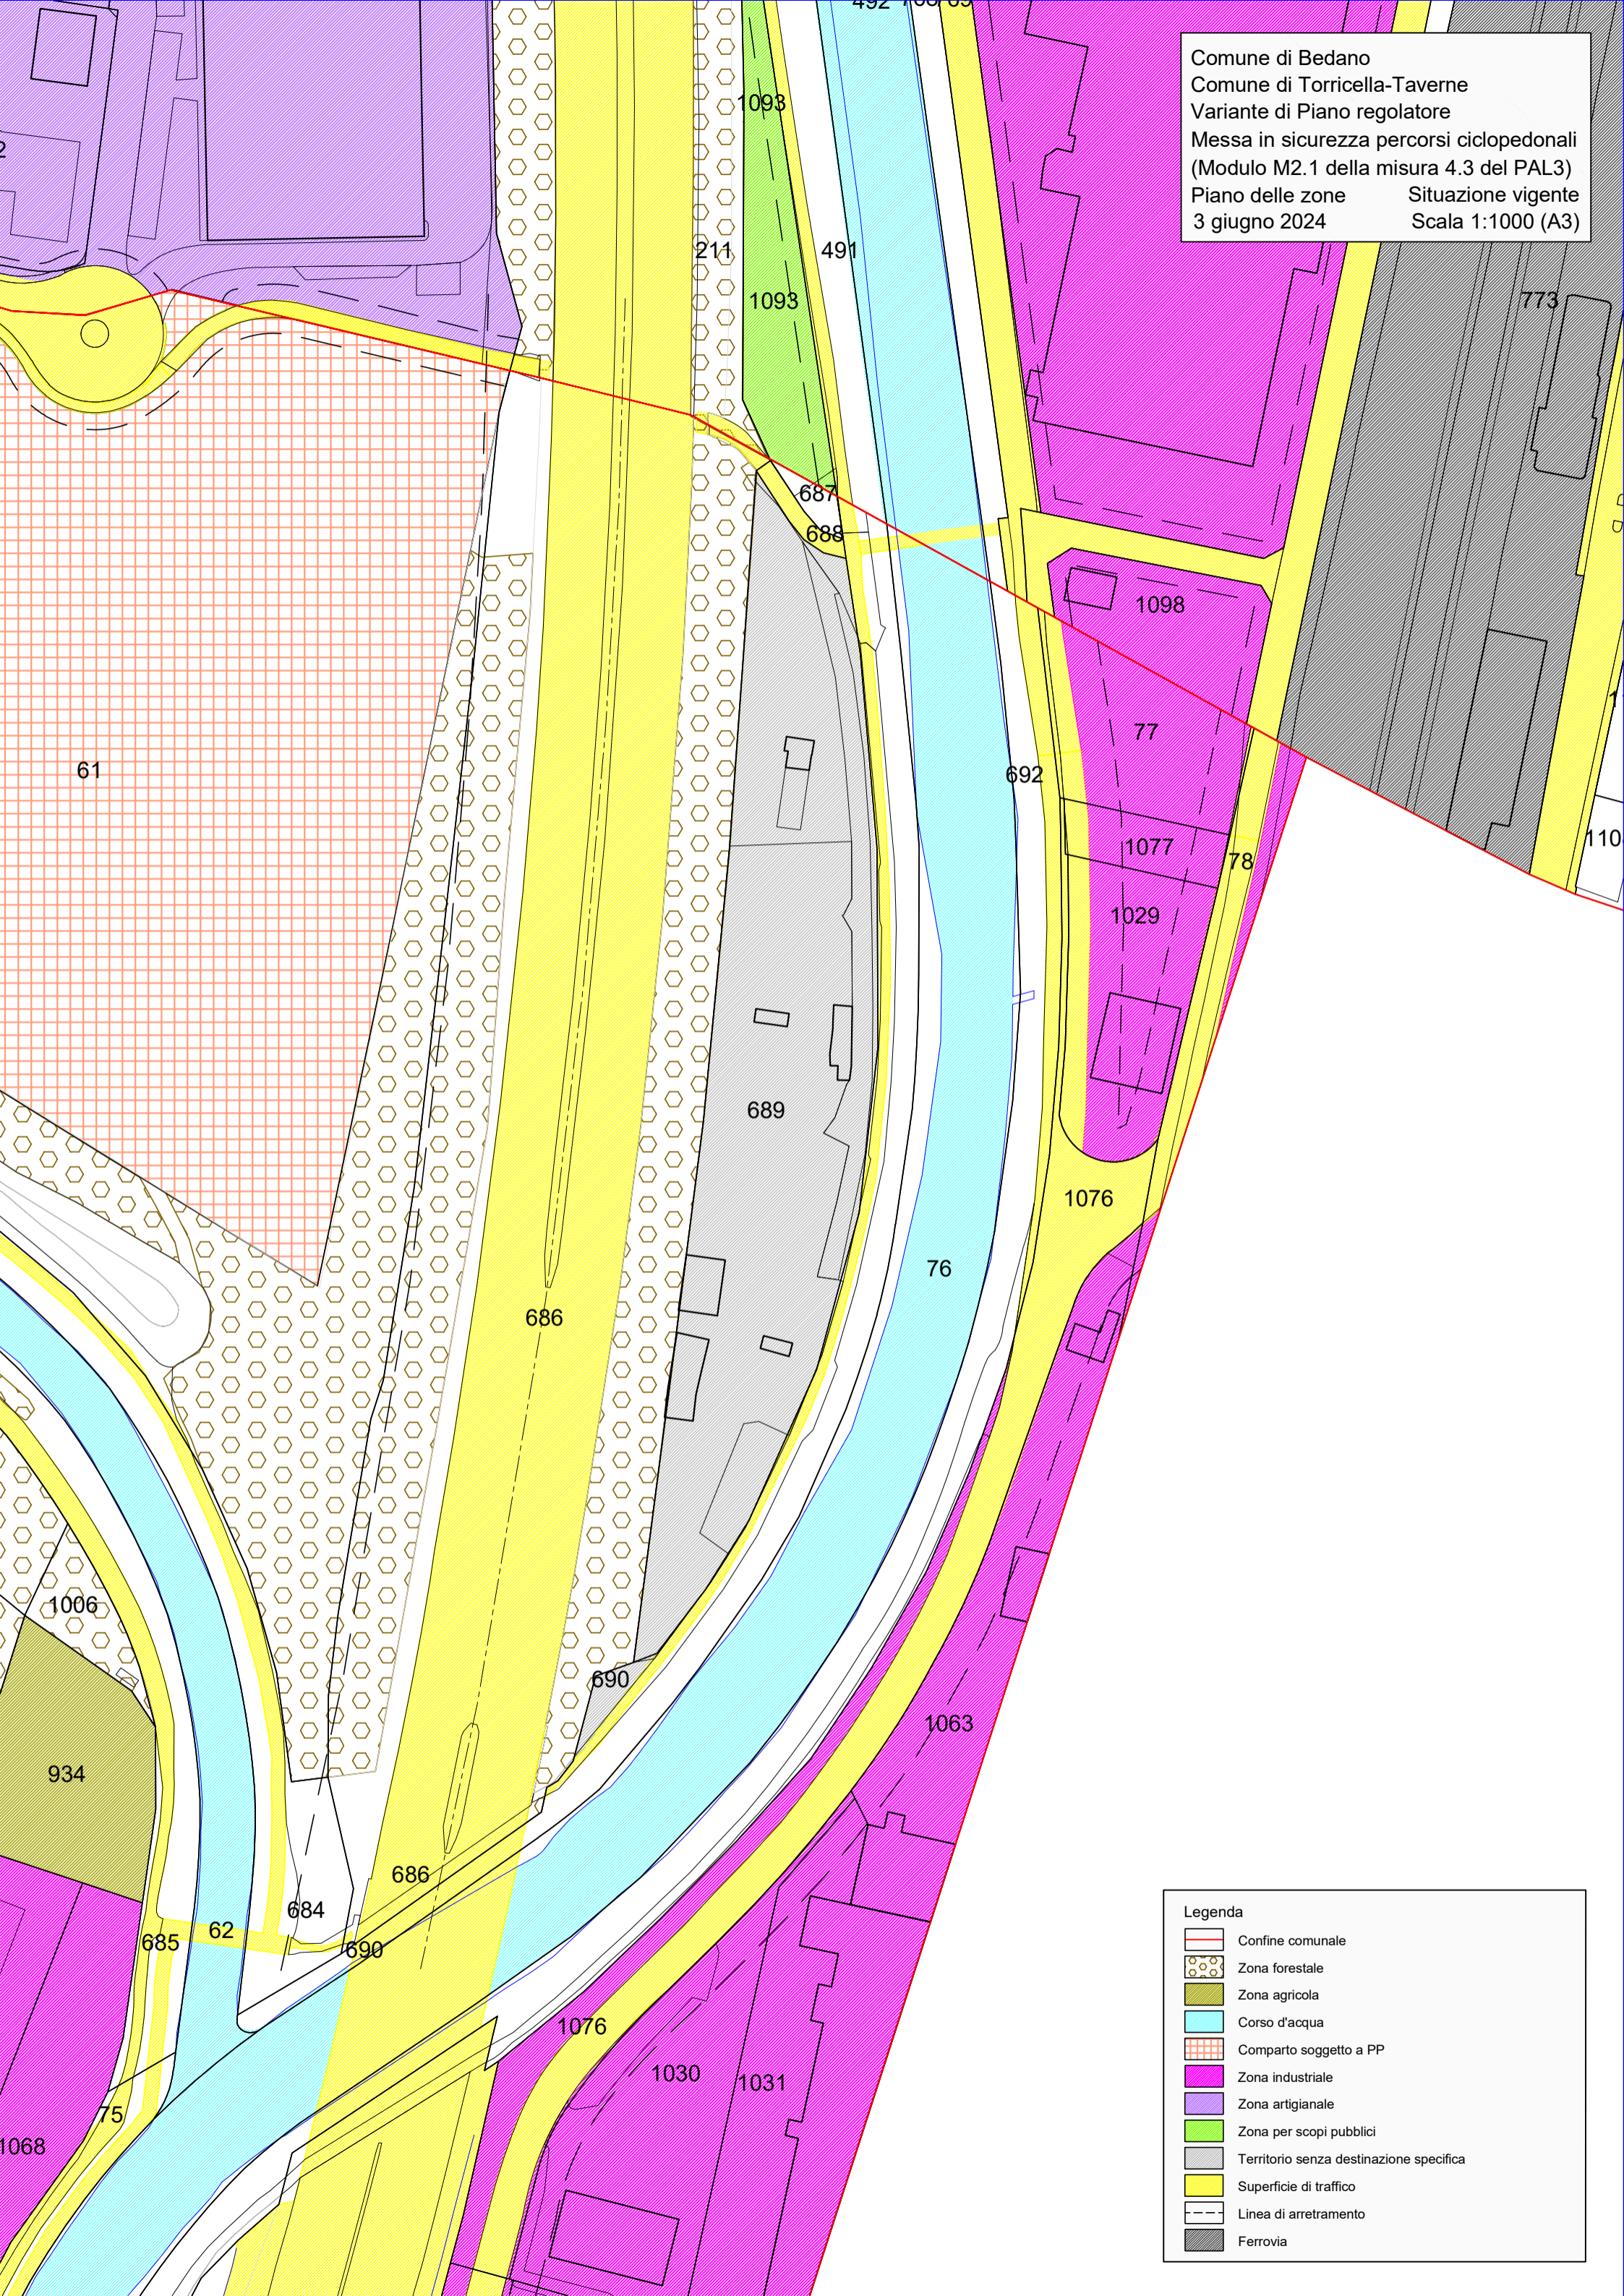 492
1093
211
491
1093
Comune di Bedano
Comune di Torricella-Taverne
Variante di Piano regolatore
Messa in sicurezza percorsi ciclopedonali
(Modulo M2.1 della misura 4.3 del PAL3)
Piano delle zone Situazione vigente
3 giugno 2024 Scala 1:1000 (A3)
773
687
688
1098
77
61
692
1077
78
110
1029
689
1076
76
686
1006
690
1063
934
686
684
62
685
690
1076
1030
1031
75
1068
Legenda
Confine comunale
Zona forestale
Zona agricola
Corso d'acqua
Comparto soggetto a PP
Zona industriale
Zona artigianale
Zona per scopi pubblici
Territorio senza destinazione specifica
Superficie di traffico
Linea di arretramento
Ferrovia